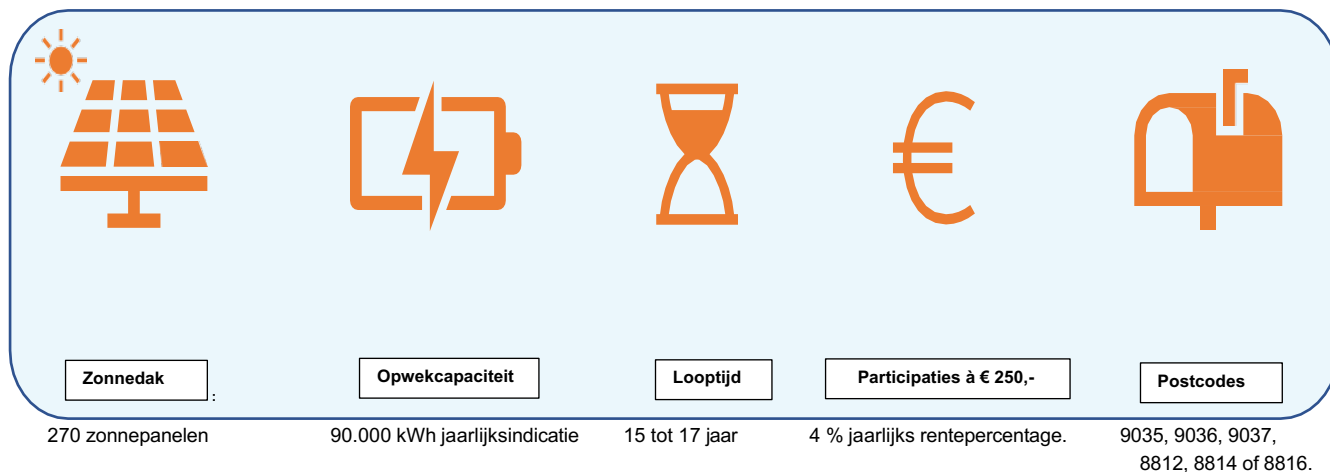 Zonnedak
:
Opwekcapaciteit
Looptijd
Participaties à € 250,-
Postcodes
270 zonnepanelen
90.000 kWh jaarlijksindicatie
15 tot 17 jaar
4 % jaarlijks rentepercentage.
9035, 9036, 9037,
8812, 8814 of 8816.